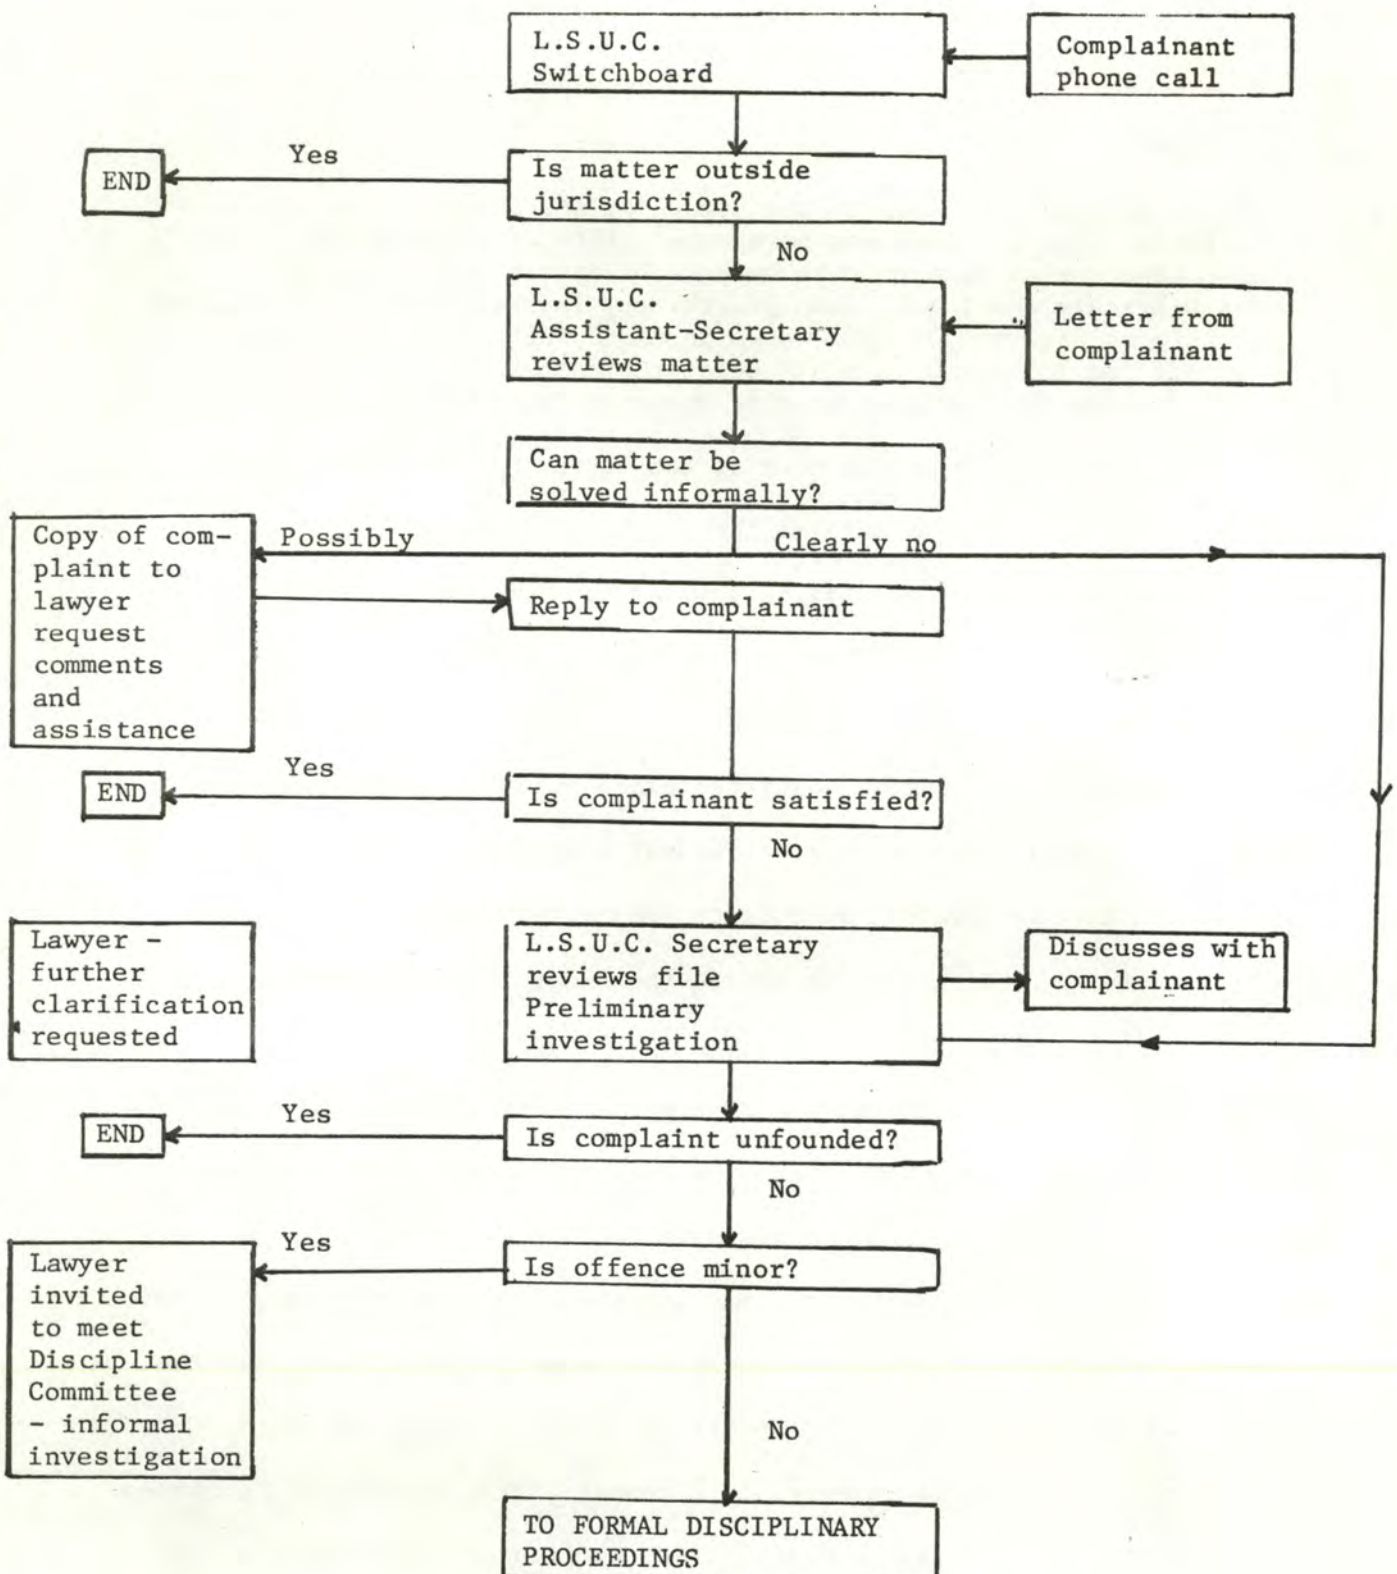 L.S.U.C.
Switchboard
Complainant
phone call
Yes
END
Is matter outside
jurisdiction?
No
L.S.U.C.
Assistant-Secretary
reviews matter
Letter from
complainant
Can matter be
solved informally?
Possibly
Clearly no
Copy of com-
plaint to
lawyer
request
comments
and
assistance
Reply to complainant
Yes
END
Is complainant satisfied?
No
Lawyer -
further
clarification
requested
L.S.U.C. Secretary
reviews file
Preliminary
investigation
Discusses with
complainant
Yes
END
Is complaint unfounded?
No
Yes
Is offence minor?
Lawyer
invited
to meet
Discipline
Committee
- informal
investigation
No
TO FORMAL DISCIPLINARY
PROCEEDINGS